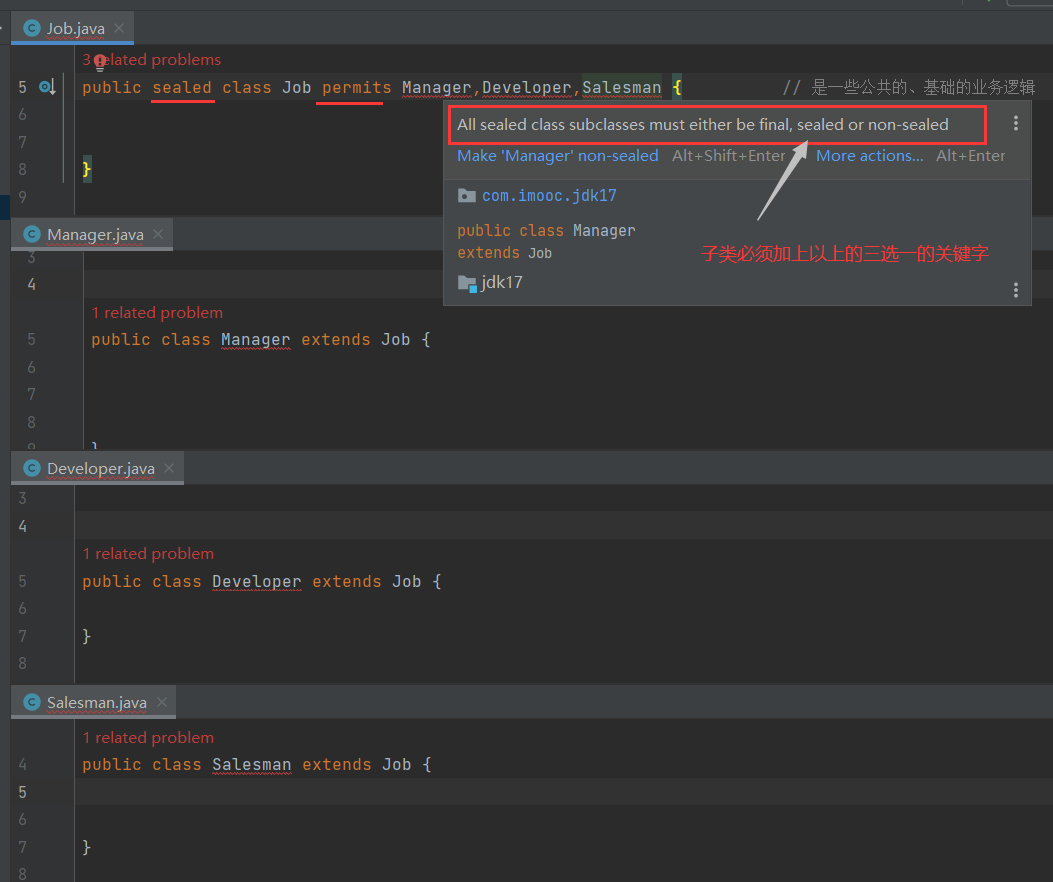 Job.java
3 related problems
5 public sealed class Job permits Manager,Developer,Salesman { // 是一些公共的、基础的业务逻辑
6
7
8 }
9
All sealed class subclasses must either be final, sealed or non-sealed
Make 'Manager' non-sealed Alt+Shift+Enter More actions... Alt+Enter
com.imooc.jdk17
public class Manager
extends Job
jdk17
子类必须加上以上的三选一的关键字
Manager.java
3
4
1 related problem
5 public class Manager extends Job {
6
7
8
9 }
Developer.java
3
4
1 related problem
5 public class Developer extends Job {
6
7 }
8
Salesman.java
1 related problem
4 public class Salesman extends Job {
5
6
7 }
8